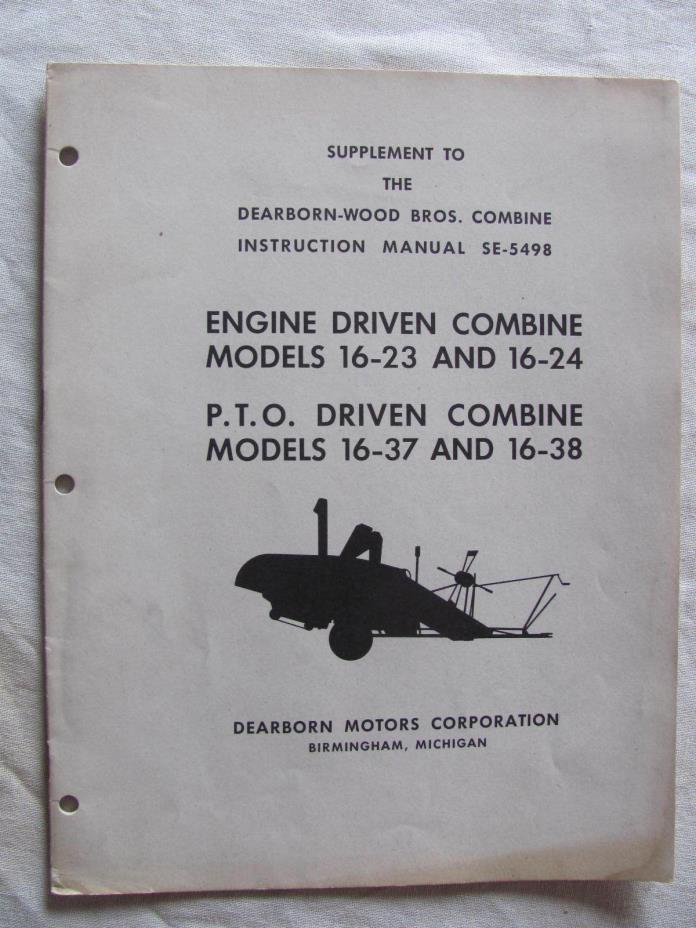 SUPPLEMENT TO
THE
DEARBORN-WOOD BROS. COMBINE
INSTRUCTION MANUAL SE-5498
ENGINE DRIVEN COMBINE
MODELS 16-23 AND 16-24
P.T.O. DRIVEN COMBINE
MODELS 16-37 AND 16-38
DEARBORN MOTORS CORPORATION
BIRMINGHAM, MICHIGAN